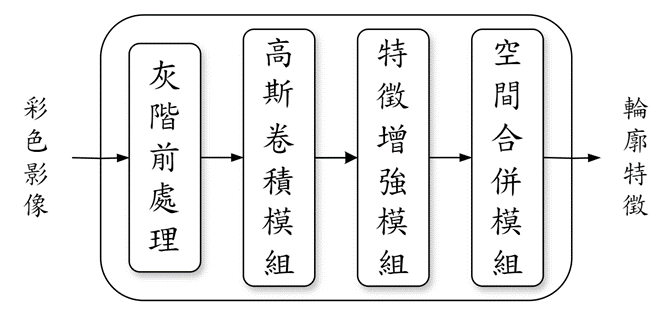 彩色影像
灰階前處理
高斯卷積模組
特徵增強模組
空間合併模組
輪廓特徵